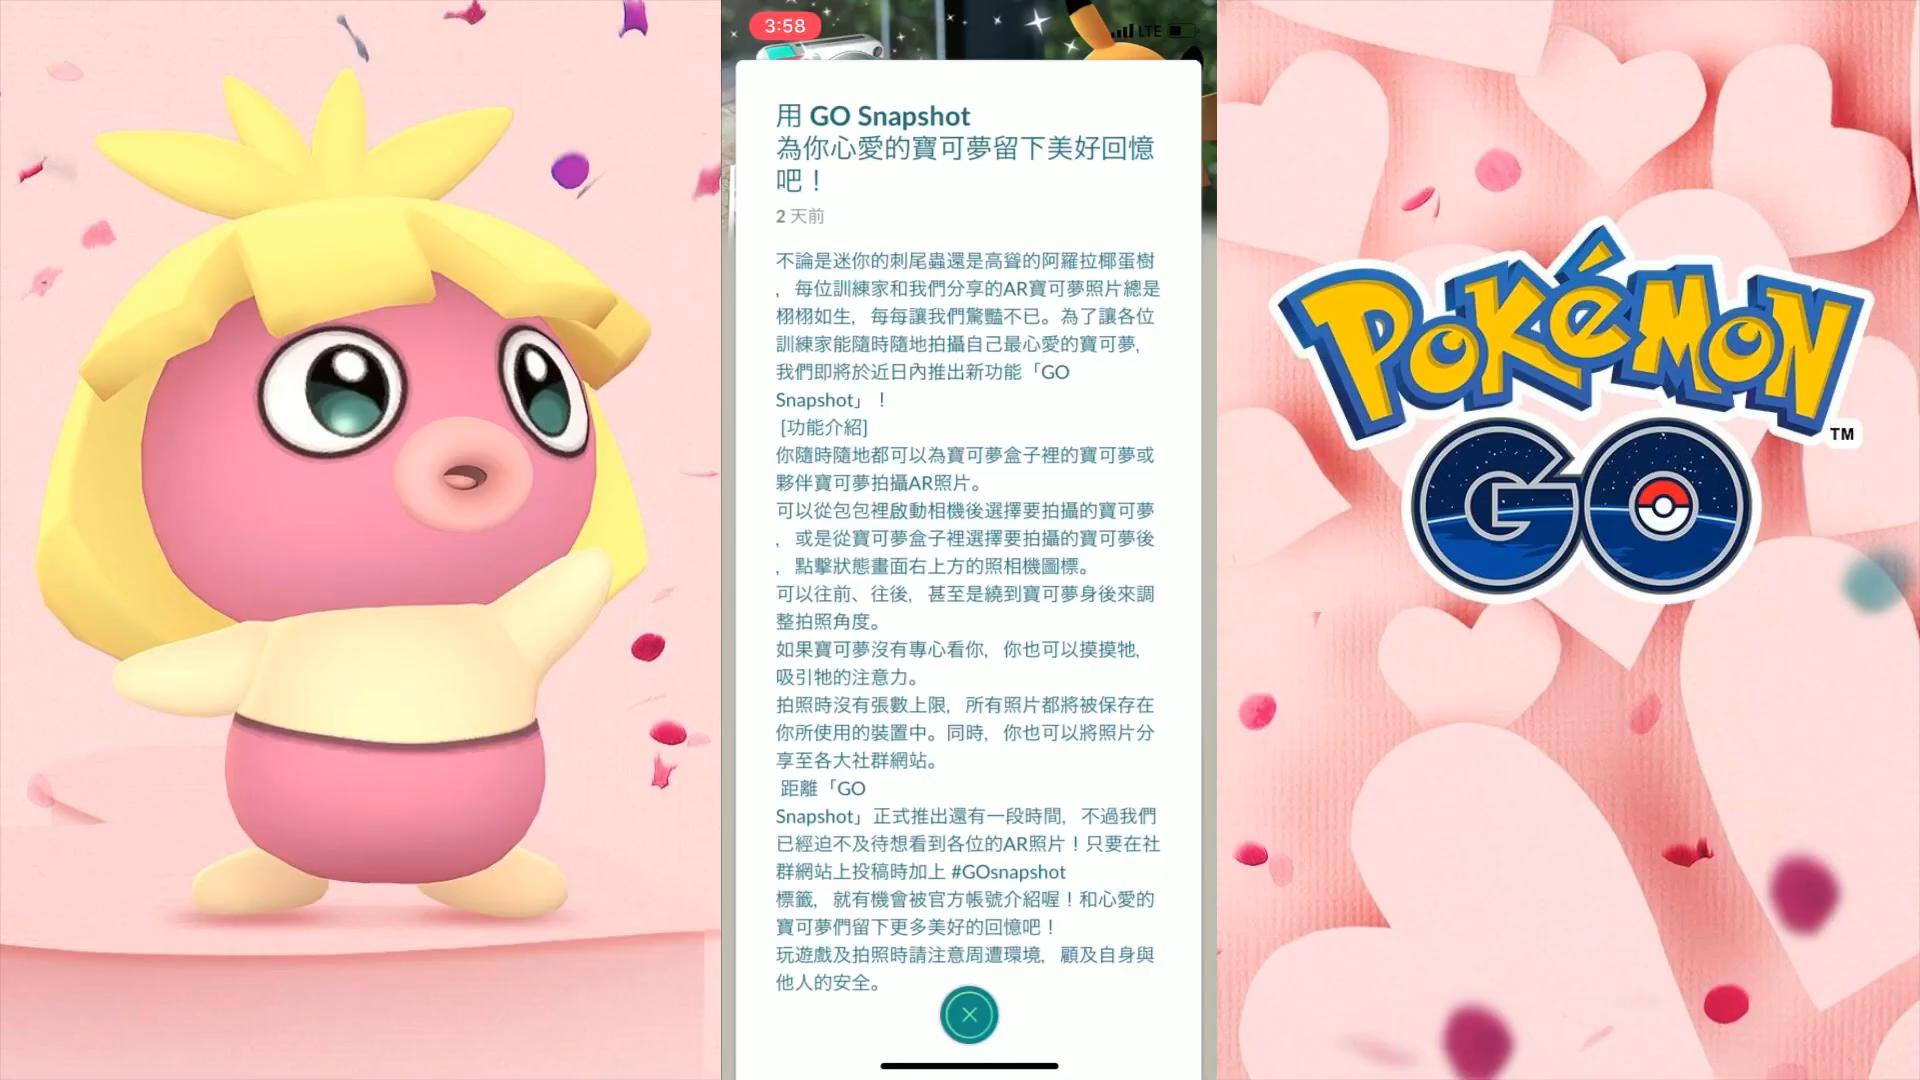 3:58
LTE
用 GO Snapshot
為你心愛的寶可夢留下美好回憶
吧！
2 天前
不論是迷你的刺尾蟲還是高聳的阿羅拉椰蛋樹
，每位訓練家和我們分享的AR寶可夢照片總是
栩栩如生，每每讓我們驚豔不已。為了讓各位
訓練家能隨時隨地拍攝自己最心愛的寶可夢，
我們即將於近日內推出新功能「GO
Snapshot」！
[功能介紹]
你隨時隨地都可以為寶可夢盒子裡的寶可夢或
夥伴寶可夢拍攝AR照片。
可以從包包裡啟動相機後選擇要拍攝的寶可夢
，或是從寶可夢盒子裡選擇要拍攝的寶可夢後
，點擊狀態畫面右上方的照相機圖標。
可以往前、往後，甚至是繞到寶可夢身後來調
整拍照角度。
如果寶可夢沒有專心看你，你也可以摸摸牠，
吸引牠的注意力。
拍照時沒有張數上限，所有照片都將被保存在
你所使用的裝置中。同時，你也可以將照片分
享至各大社群網站。
距離「GO
Snapshot」正式推出還有一段時間，不過我們
已經迫不及待想看到各位的AR照片！只要在社
群網站上投稿時加上 #GOsnapshot
標籤，就有機會被官方帳號介紹喔！和心愛的
寶可夢們留下更多美好的回憶吧！
玩遊戲及拍照時請注意周遭環境，顧及自身與
他人的安全。
POKéMON
TM
GO